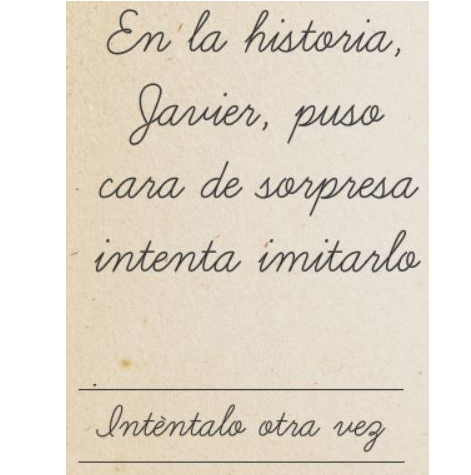 En la historia,
Javier, puso
cara de sorpresa
intenta imitarlo
Intèntalo otra vez